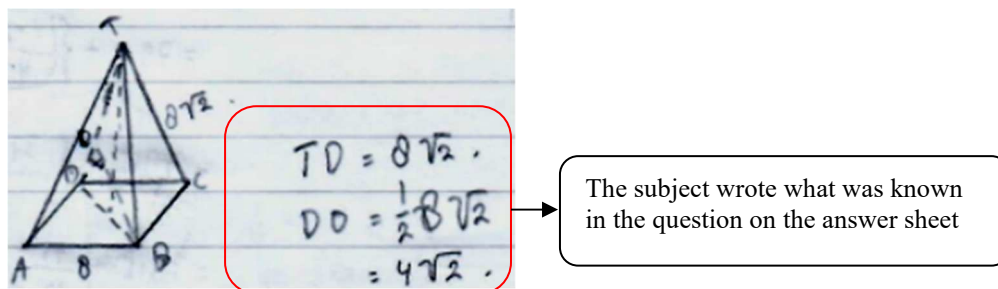 T
8√2 .
D
C
A
8
B
TD = 8√2 .
DO = 1/2 8√2
= 4√2 .
The subject wrote what was known
in the question on the answer sheet